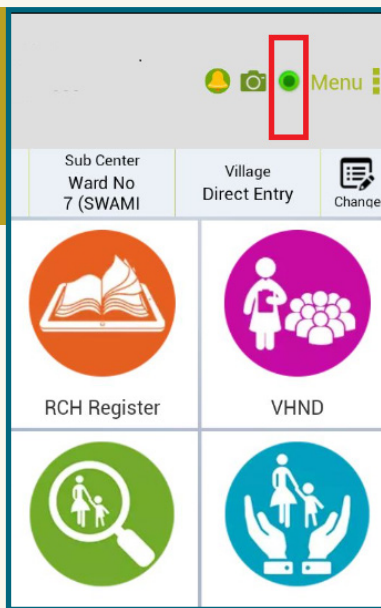 Menu
Sub Center
Ward No
7 (SWAMI
Village
Direct Entry
Change
RCH Register
VHND